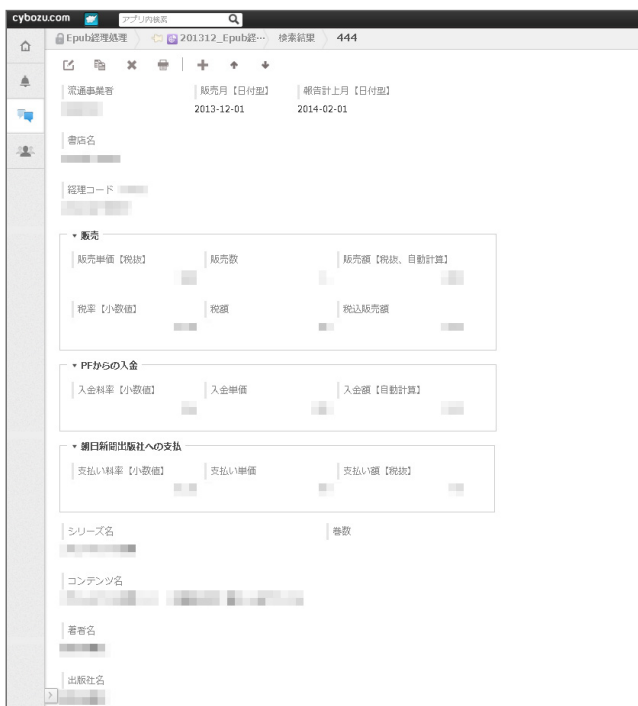 cybozu.com アプリ内検索
Epub経理処理 201312_Epub経… 検索結果 444
流通事業者 販売月【日付型】 報告計上月【日付型】
2013-12-01 2014-02-01
書店名
経理コード
販売
販売単価【税抜】 販売数 販売額【税抜、自動計算】
税率【小数値】 税額 税込販売額
PFからの入金
入金料率【小数値】 入金単価 入金額【自動計算】
朝日新聞出版社への支払
支払い料率【小数値】 支払い単価 支払い額【税抜】
シリーズ名 巻数
コンテンツ名
著者名
出版社名